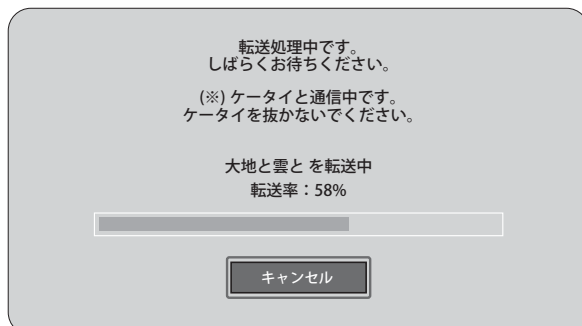 転送処理中です。
しばらくお待ちください。
(※) ケータイと通信中です。
ケータイを抜かないでください。
大地と雲と を転送中
転送率：58%
キャンセル